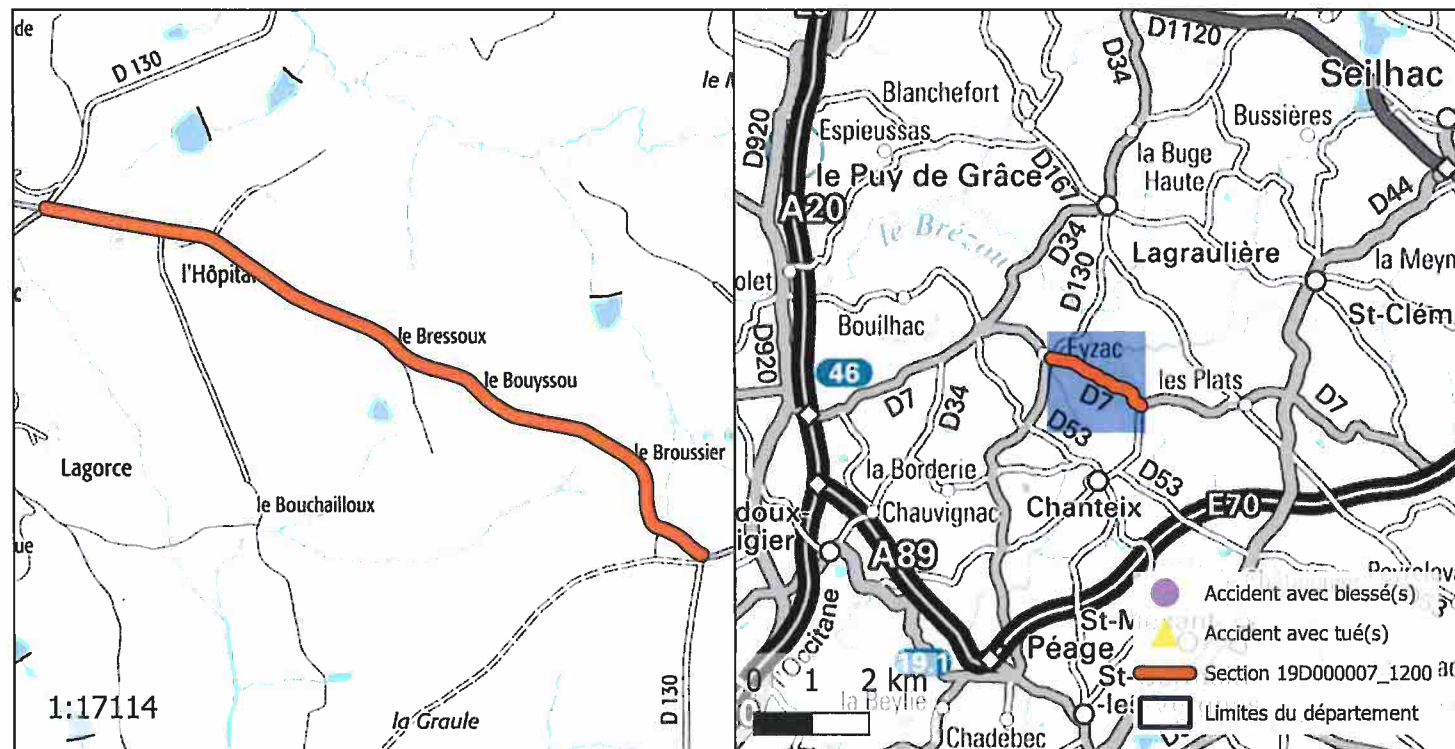 de
D 130
l'Hôpital
le Bressoux
le Bouyssou
le Broussier
Lagorce
le Bouchailloux
ue
la Graule
D 130
1:17114
D1120
D34
Seilhac
Blanchefort
Bussières
D920
Espieussas
la Buge
Haute
le Puy de Grâce
D167
D44
A20
le Brézou
D34
Lagraulière
la Meyn
olet
D130
Bouilhac
St-Clém
D920
46
Eyzac
les Plats
D7
D34
D7
D7
D53
la Borderie
D53
Chanteix
E70
doux-
igier
Chauvignac
A89
Occitane
Péage
19.1
St-M
St-
-les
0 1 2 km
la Beylie
Chadebec
Accident avec blessé(s)
Accident avec tué(s)
Section 19D000007_1200
Limites du département